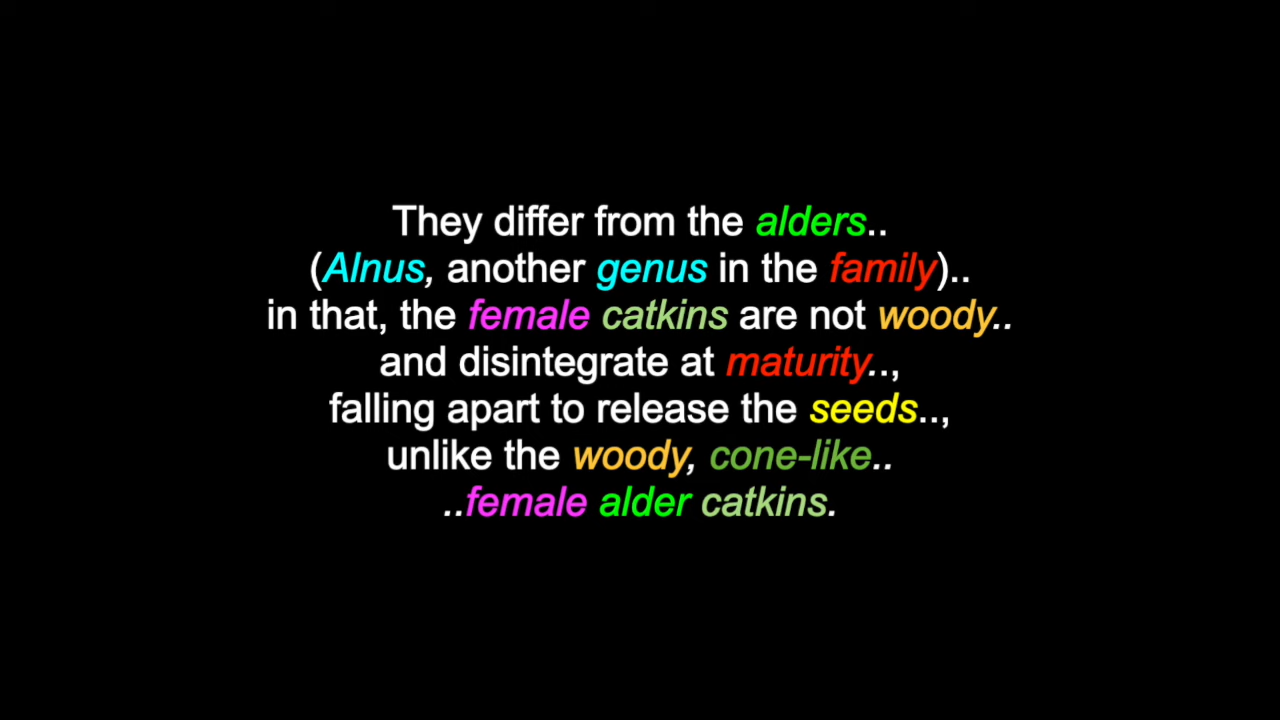 They differ from the alders..
(Alnus, another genus in the family)..
in that, the female catkins are not woody..
and disintegrate at maturity..,
falling apart to release the seeds..,
unlike the woody, cone-like..
..female alder catkins.